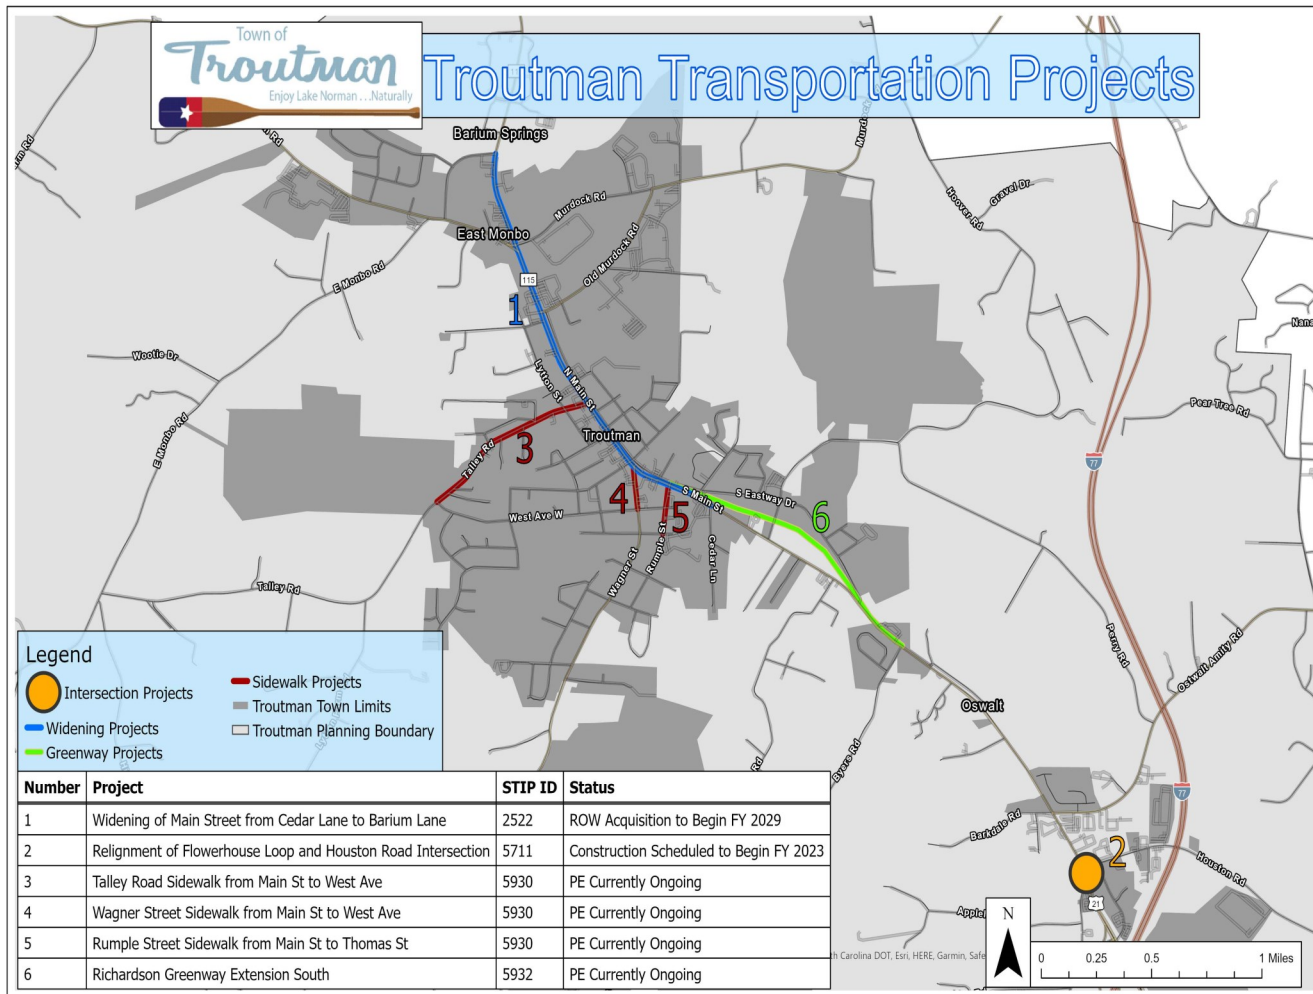 Town of
Troutman
Enjoy Lake Norman . . .Naturally
Troutman Transportation Projects
Barium Springs
Murdock Rd
East Monbo
Old Murdock Rd
Hoover Rd
Gravel Dr
E Monbo Rd
115
1
Wootie Dr
Lytton St
N Main St
Pear Tree Rd
E Monbo Rd
3
Talley Rd
Troutman
77
4
5
S Main St
S Eastway Dr
6
West Ave W
Rumple St
Cedar Ln
Wagner St
Talley Rd
Perry Rd
Ostwalt Amity Rd
Oswalt
Byers Rd
77
Barkdale Rd
2
Houston Rd
21
Legend
Intersection Projects
Widening Projects
Greenway Projects
Sidewalk Projects
Troutman Town Limits
Troutman Planning Boundary
Number Project STIP ID Status
1 Widening of Main Street from Cedar Lane to Barium Lane 2522 ROW Acquisition to Begin FY 2029
2 Relignment of Flowerhouse Loop and Houston Road Intersection 5711 Construction Scheduled to Begin FY 2023
3 Talley Road Sidewalk from Main St to West Ave 5930 PE Currently Ongoing
4 Wagner Street Sidewalk from Main St to West Ave 5930 PE Currently Ongoing
5 Rumple Street Sidewalk from Main St to Thomas St 5930 PE Currently Ongoing
6 Richardson Greenway Extension South 5932 PE Currently Ongoing
Carolina DOT, Esri, HERE, Garmin,
N
0 0.25 0.5 1 Miles